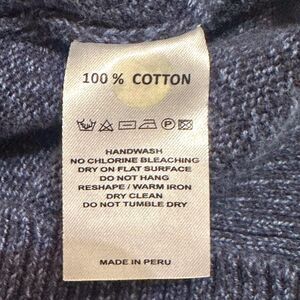 100 % COTTON
HANDWASH
NO CHLORINE BLEACHING
DRY ON FLAT SURFACE
DO NOT HANG
RESHAPE / WARM IRON
DRY CLEAN
DO NOT TUMBLE DRY
MADE IN PERU